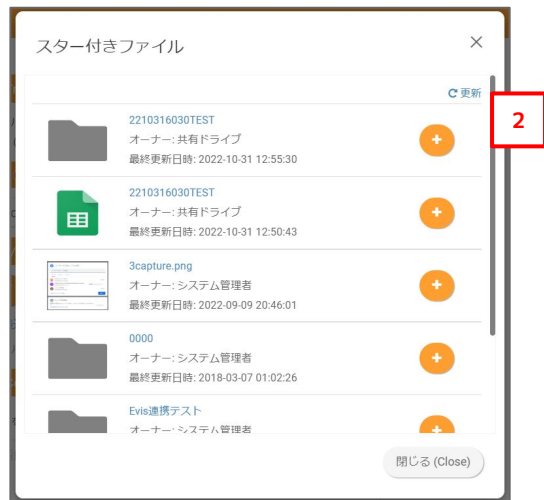 スター付きファイル
×
更新
2
2210316030TEST
オーナー: 共有ドライブ
最終更新日時: 2022-10-31 12:55:30
2210316030TEST
オーナー: 共有ドライブ
最終更新日時: 2022-10-31 12:50:43
3capture.png
オーナー: システム管理者
最終更新日時: 2022-09-09 20:46:01
0000
オーナー: システム管理者
最終更新日時: 2018-03-07 01:02:26
Evis連携テスト
オーナー: システム管理者
閉じる (Close)